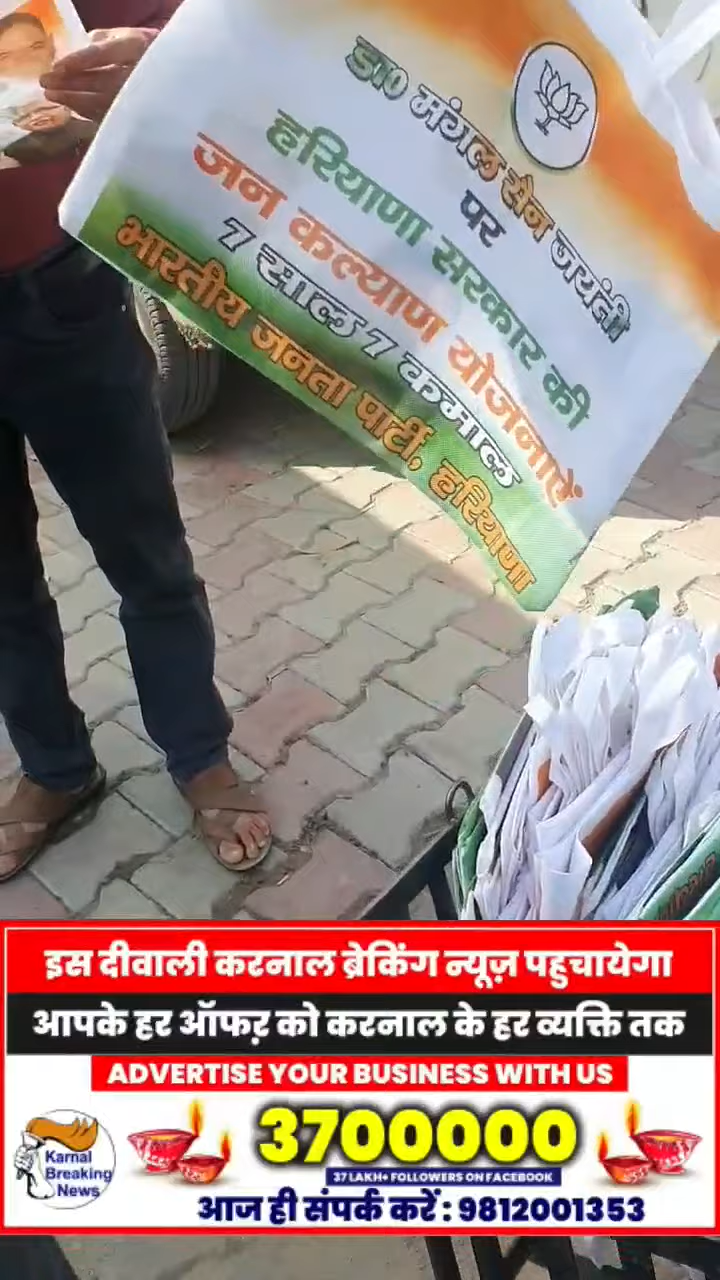 डा0 मंगल सैन जयंती
पर
हरियाणा सरकार की
जन कल्याण योजनाऐं
7 साल 7 कमाल
भारतीय जनता पार्टी, हरियाणा
इस दीवाली करनाल ब्रेकिंग न्यूज़ पहुचायेगा
आपके हर ऑफर को करनाल के हर व्यक्ति तक
ADVERTISE YOUR BUSINESS WITH US
Karnal
Breaking
News
3700000
37 LAKH+ FOLLOWERS ON FACEBOOK
आज ही संपर्क करें : 9812001353